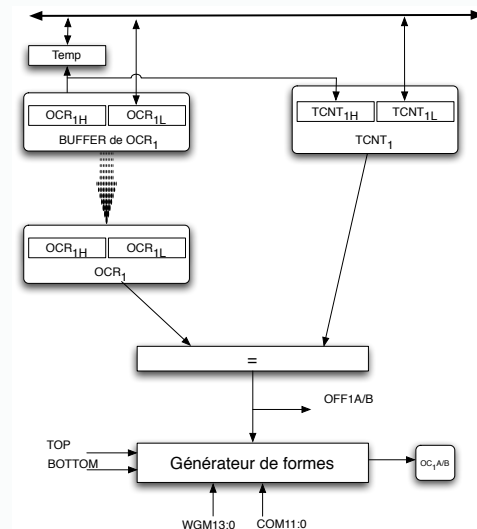 Temp
OCR1H OCR1L
BUFFER de OCR1
TCNT1H TCNT1L
TCNT1
OCR1H OCR1L
OCR1
=
OFF1A/B
TOP
BOTTOM
Générateur de formes
OC1A/B
WGM13:0 COM11:0